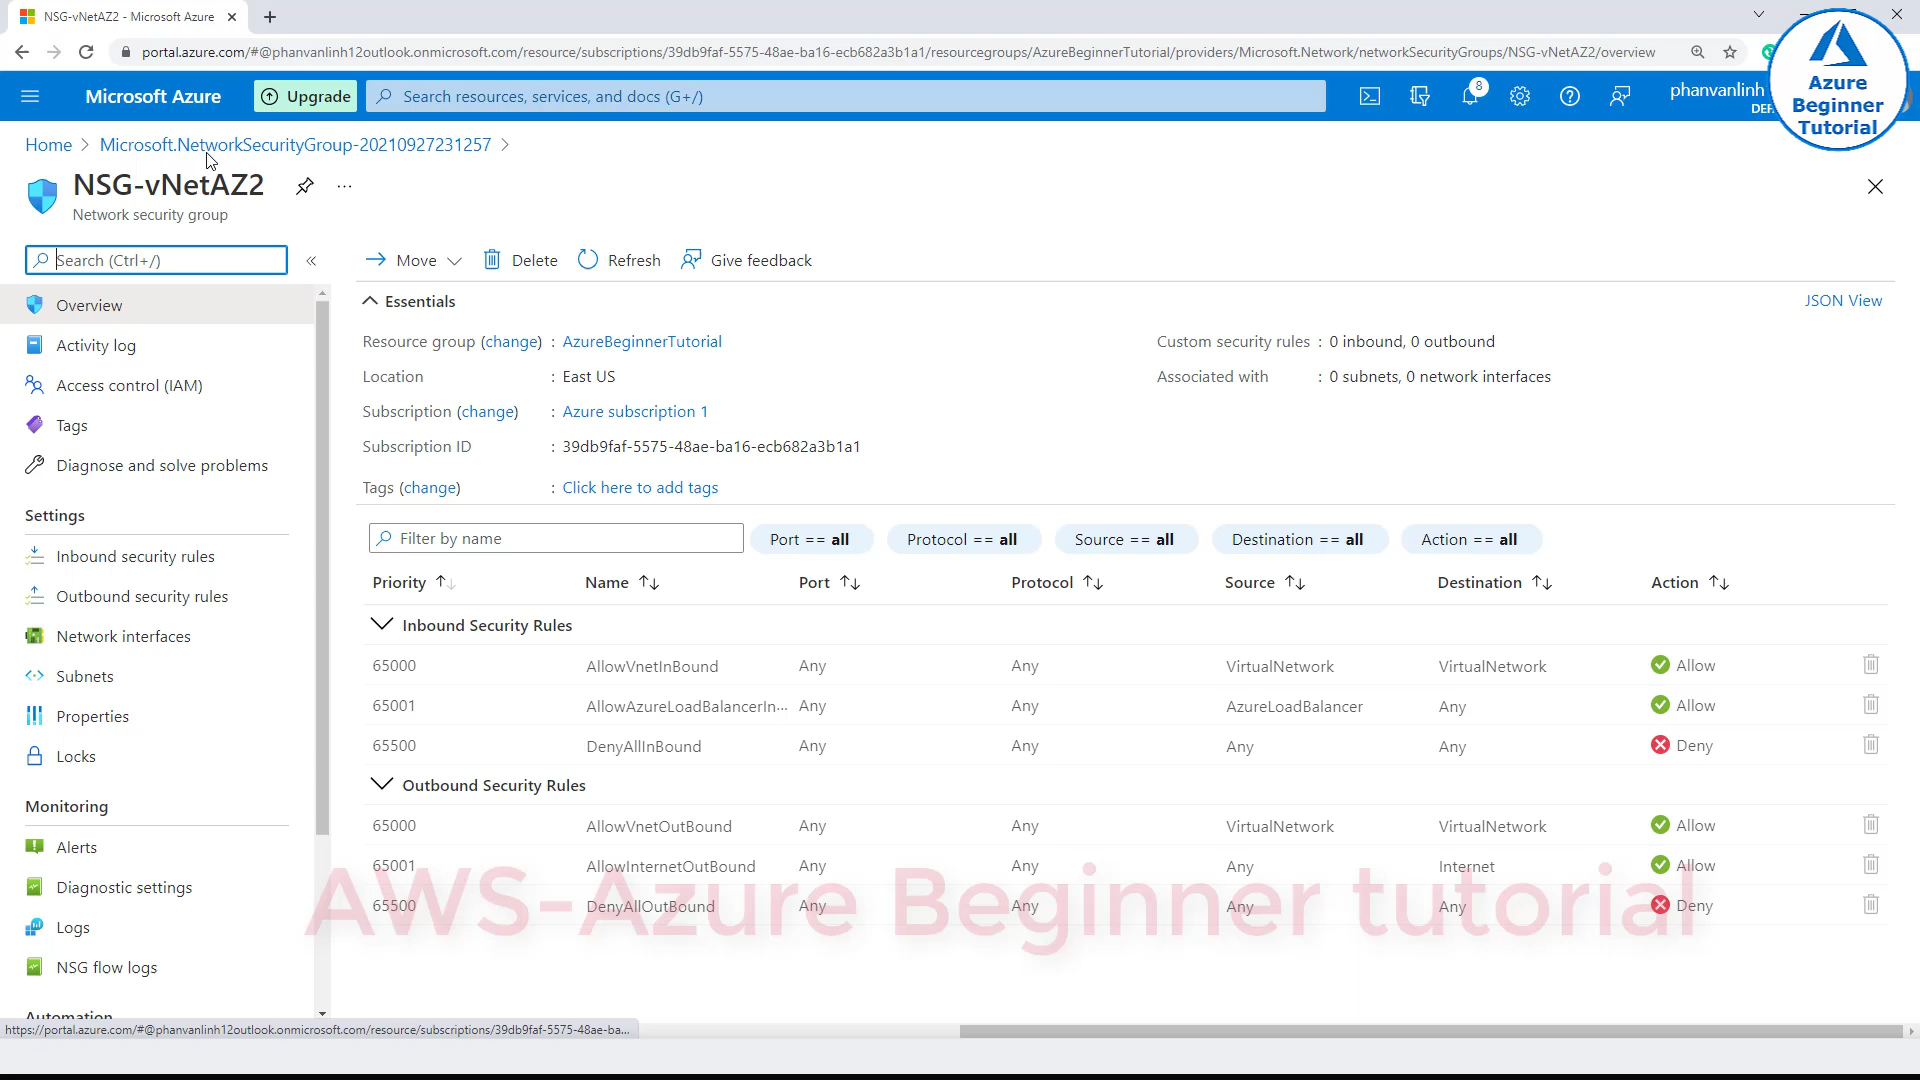 NSG-vNetAZ2 - Microsoft Azure
portal.azure.com/#@phanvanlinh12outlook.onmicrosoft.com/resource/subscriptions/39db9faf-5575-48ae-ba16-ecb682a3b1a1/resourcegroups/AzureBeginnerTutorial/providers/Microsoft.Network/networkSecurityGroups/NSG-vNetAZ2/overview
Microsoft Azure
Upgrade
Search resources, services, and docs (G+/)
8
phanvanlinh
Azure
Beginner
Tutorial
Home > Microsoft.NetworkSecurityGroup-20210927231257 >
NSG-vNetAZ2
...
Network security group
Search (Ctrl+/)
«
Overview
Activity log
Access control (IAM)
Tags
Diagnose and solve problems
Settings
Inbound security rules
Outbound security rules
Network interfaces
Subnets
Properties
Locks
Monitoring
Alerts
Diagnostic settings
Logs
NSG flow logs
Automation
Move
Delete
Refresh
Give feedback
Essentials
JSON View
Resource group (change) : AzureBeginnerTutorial
Location : East US
Subscription (change) : Azure subscription 1
Subscription ID : 39db9faf-5575-48ae-ba16-ecb682a3b1a1
Tags (change) : Click here to add tags
Custom security rules : 0 inbound, 0 outbound
Associated with : 0 subnets, 0 network interfaces
Filter by name
Port == all
Protocol == all
Source == all
Destination == all
Action == all
Priority Name Port Protocol Source Destination Action
Inbound Security Rules
65000 AllowVnetInBound Any Any VirtualNetwork VirtualNetwork Allow
65001 AllowAzureLoadBalancerIn... Any Any AzureLoadBalancer Any Allow
65500 DenyAllInBound Any Any Any Any Deny
Outbound Security Rules
65000 AllowVnetOutBound Any Any VirtualNetwork VirtualNetwork Allow
65001 AllowInternetOutBound Any Any Any Internet Allow
65500 DenyAllOutBound Any Any Any Any Deny
AWS-Azure Beginner tutorial
https://portal.azure.com/#@phanvanlinh12outlook.onmicrosoft.com/resource/subscriptions/39db9faf-5575-48ae-ba...